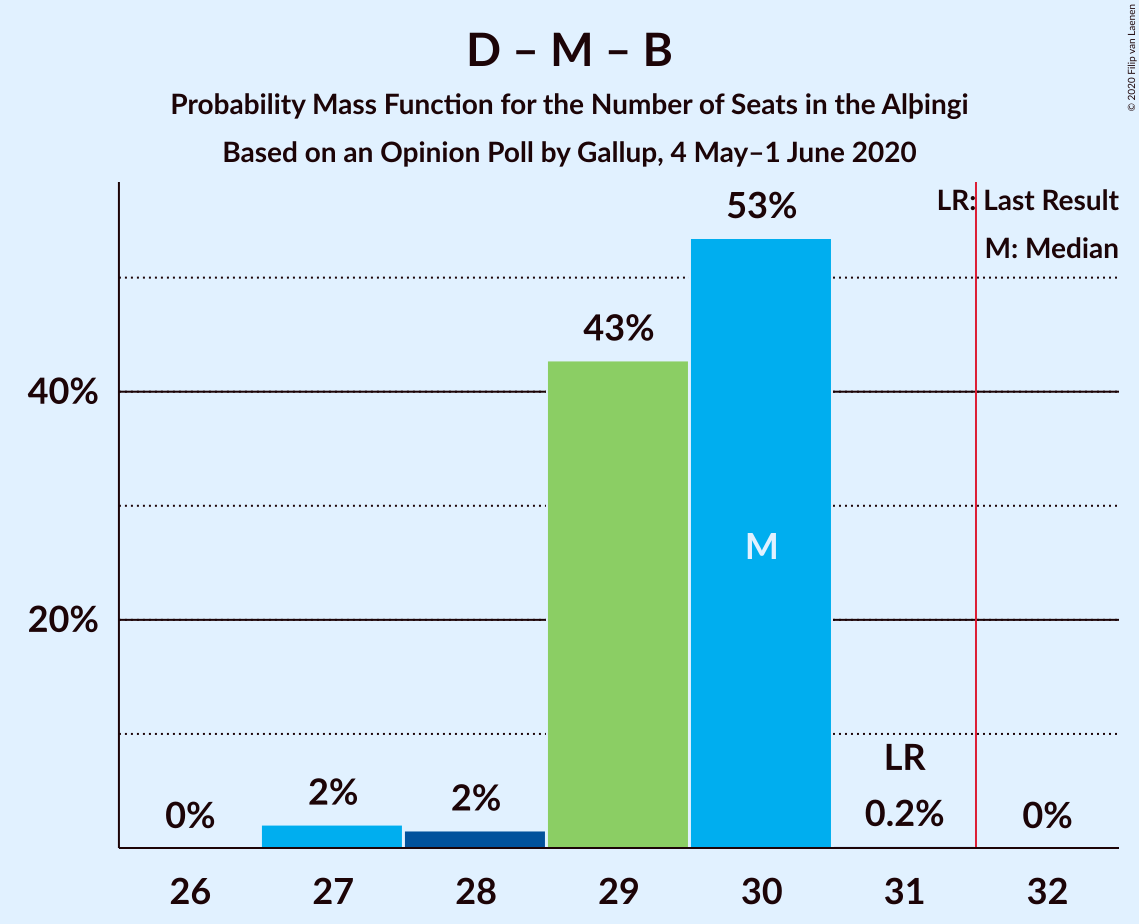 D – M – B
Probability Mass Function for the Number of Seats in the Alþingi
Based on an Opinion Poll by Gallup, 4 May–1 June 2020
© 2020 Filip van Laenen
LR: Last Result
M: Median
53%
43%
40%
M
20%
LR
2%
2%
0%
0.2%
0%
26
27
28
29
30
31
32